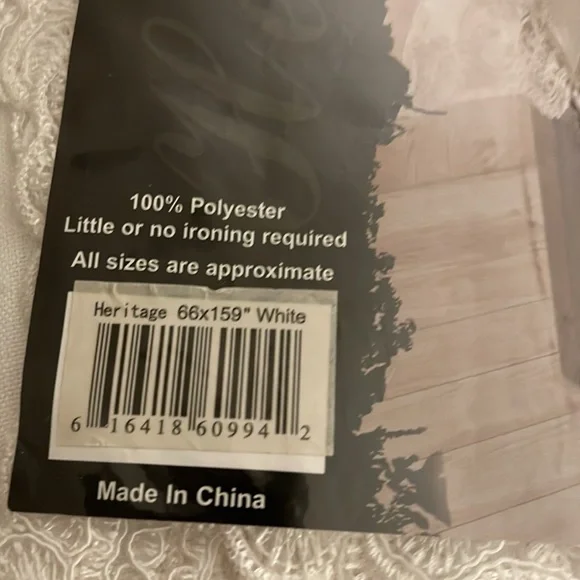 100% Polyester
Little or no ironing required
All sizes are approximate
Heritage 66x159" White
6 16418 60994 2
Made In China